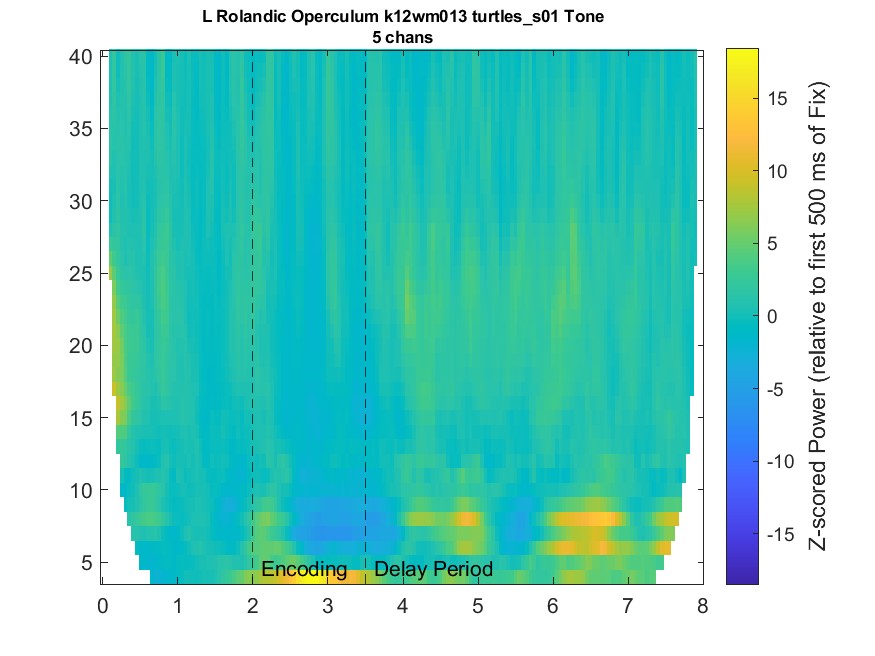 L Rolandic Operculum k12wm013 turtles_s01 Tone
5 chans
40
35
30
25
20
15
10
5
Encoding
Delay Period
0 1 2 3 4 5 6 7 8
15
10
5
0
-5
-10
-15
Z-scored Power (relative to first 500 ms of Fix)